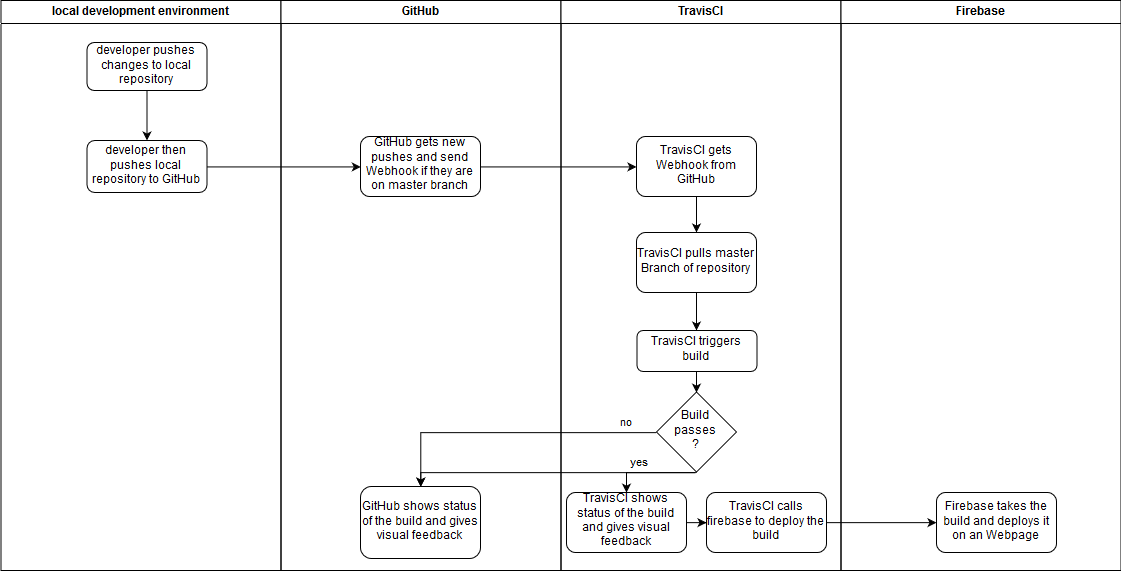 local development environment
GitHub
TravisCI
Firebase
developer pushes
changes to local
repository
developer then
pushes local
repository to GitHub
GitHub gets new
pushes and send
Webhook if they are
on master branch
TravisCI gets
Webhook from
GitHub
TravisCI pulls master
Branch of repository
TravisCI triggers
build
Build
passes
?
no
yes
GitHub shows status
of the build and gives
visual feedback
TravisCI shows
status of the build
and gives visual
feedback
TravisCI calls
firebase to deploy the
build
Firebase takes the
build and deploys it
on an Webpage